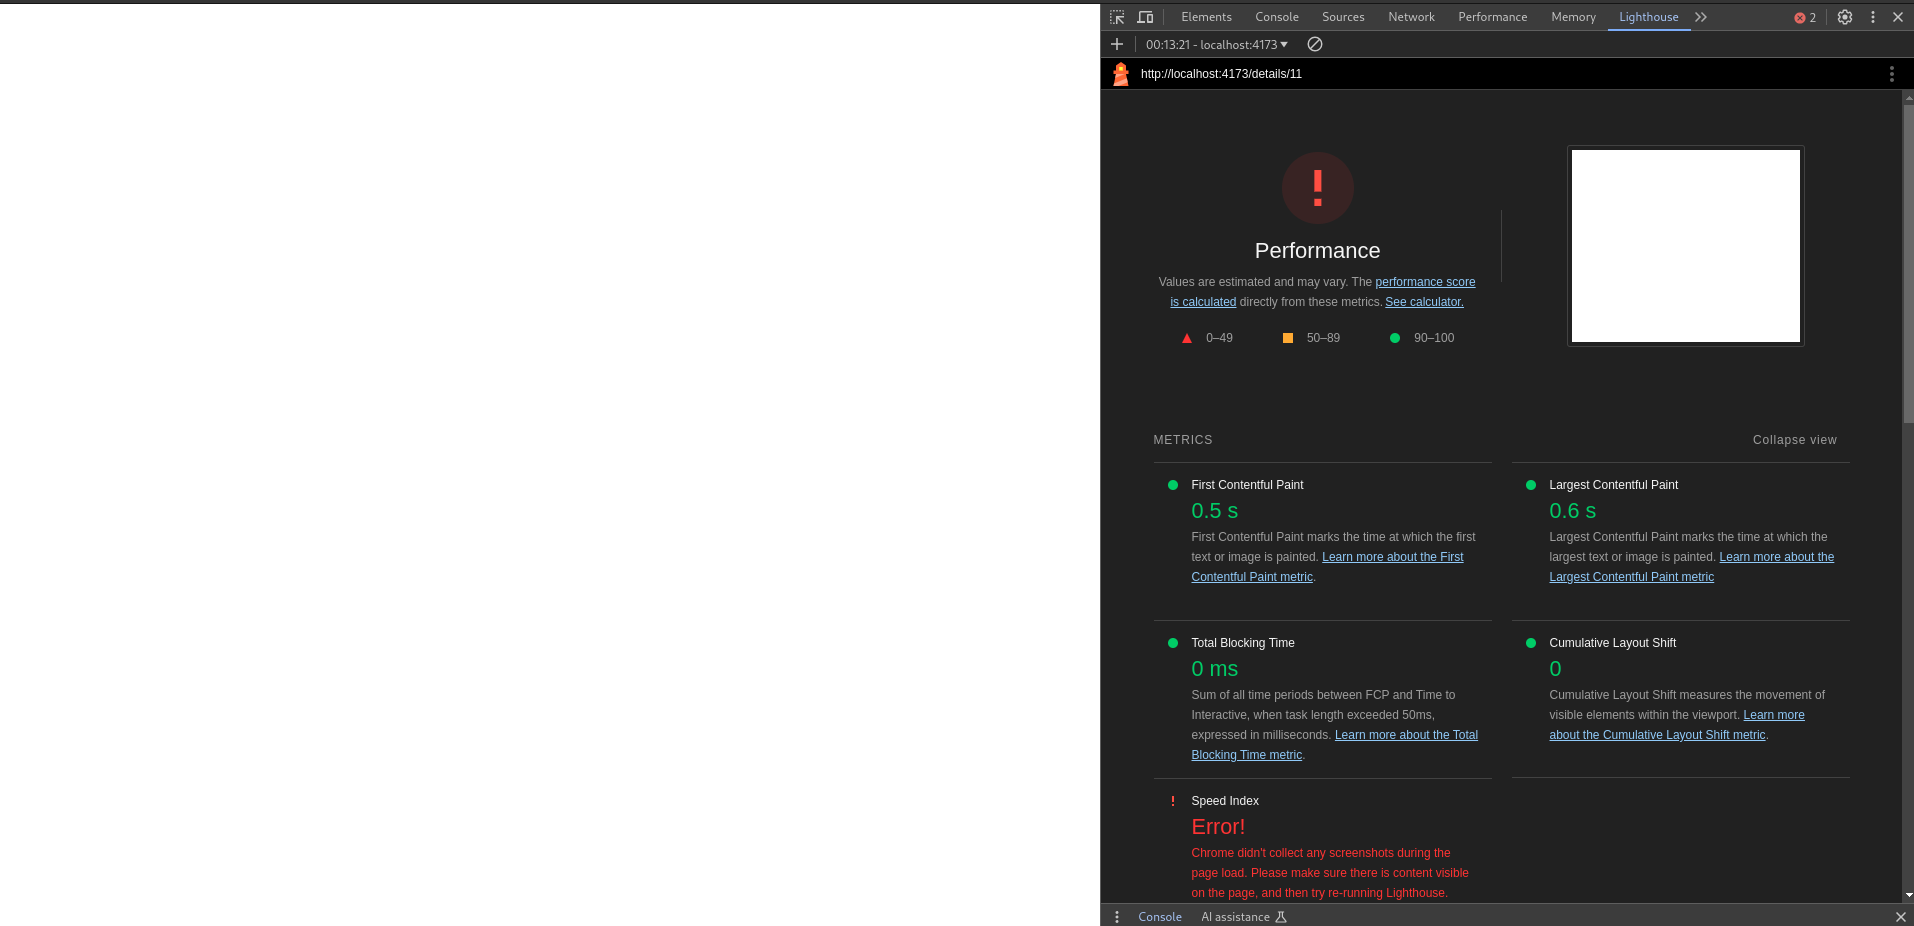 Elements Console Sources Network Performance Memory Lighthouse 2
00:13:21 - localhost:4173
http://localhost:4173/details/11
Performance
Values are estimated and may vary. The performance score
is calculated directly from these metrics. See calculator.
0–49 50–89 90–100
METRICS Collapse view
First Contentful Paint
0.5 s
First Contentful Paint marks the time at which the first
text or image is painted. Learn more about the First
Contentful Paint metric.
Largest Contentful Paint
0.6 s
Largest Contentful Paint marks the time at which the
largest text or image is painted. Learn more about the
Largest Contentful Paint metric
Total Blocking Time
0 ms
Sum of all time periods between FCP and Time to
Interactive, when task length exceeded 50ms,
expressed in milliseconds. Learn more about the Total
Blocking Time metric.
Cumulative Layout Shift
0
Cumulative Layout Shift measures the movement of
visible elements within the viewport. Learn more
about the Cumulative Layout Shift metric.
Speed Index
Error!
Chrome didn't collect any screenshots during the
page load. Please make sure there is content visible
on the page, and then try re-running Lighthouse.
Console AI assistance